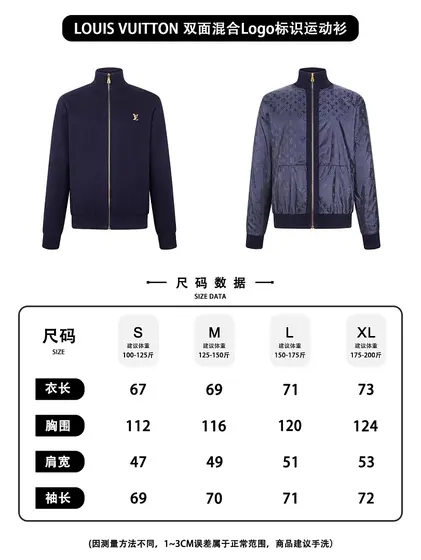 LOUIS VUITTON 双面混合Logo标识运动衫
LV
尺码数据
SIZE DATA
尺码
SIZE
S
建议体重
100-125斤
M
建议体重
125-150斤
L
建议体重
150-175斤
XL
建议体重
175-200斤
衣长 67 69 71 73
胸围 112 116 120 124
肩宽 47 49 51 53
袖长 69 70 71 72
(因测量方法不同，1~3CM误差属于正常范围，商品建议手洗)